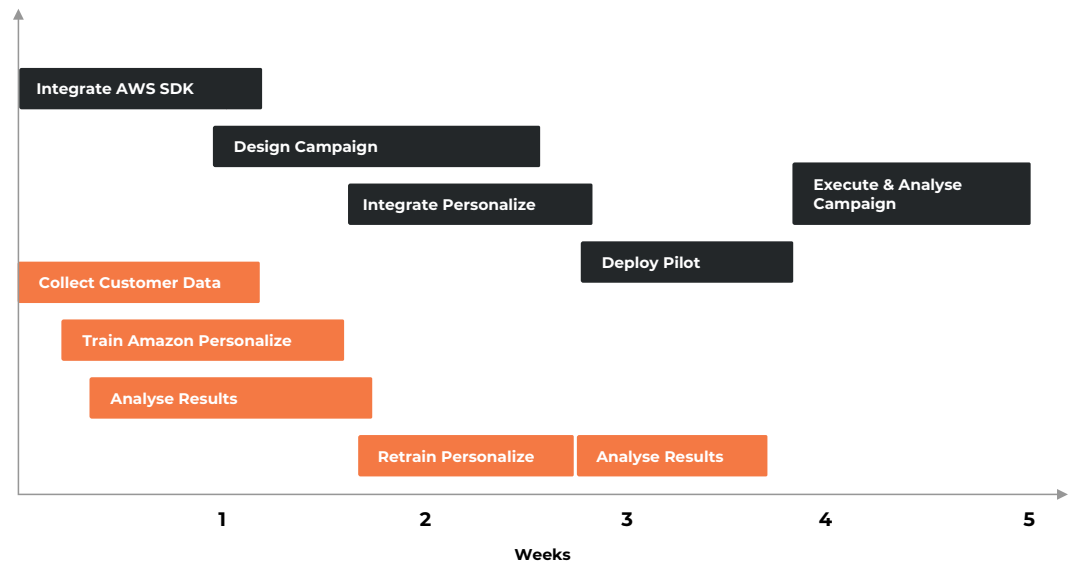 Integrate AWS SDK
Design Campaign
Execute & Analyse
Campaign
Integrate Personalize
Deploy Pilot
Collect Customer Data
Train Amazon Personalize
Analyse Results
Retrain Personalize
Analyse Results
1
2
3
4
5
Weeks